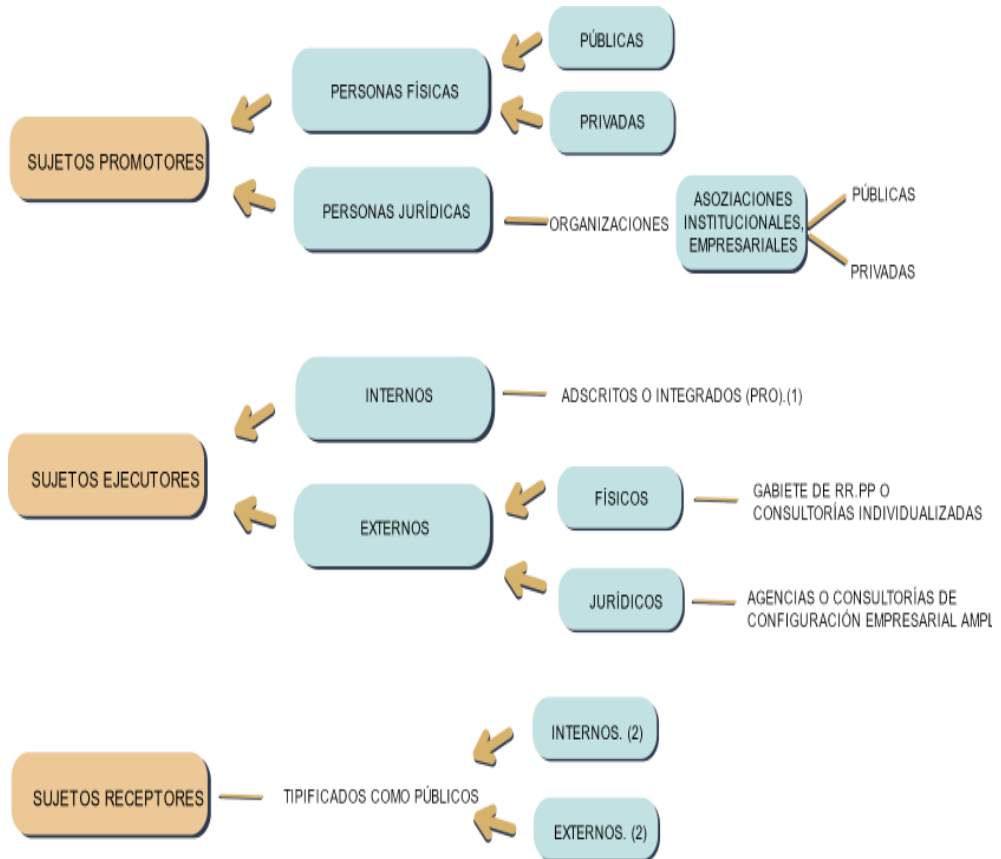 PÚBLICAS
PERSONAS FÍSICAS
PRIVADAS
SUJETOS PROMOTORES
PERSONAS JURÍDICAS
ORGANIZACIONES
ASOZIACIONES
INSTITUCIONALES,
EMPRESARIALES
PÚBLICAS
PRIVADAS
INTERNOS
ADSCRITOS O INTEGRADOS (PRO).(1)
SUJETOS EJECUTORES
EXTERNOS
FÍSICOS
GABIETE DE RR.PP O
CONSULTORÍAS INDIVIDUALIZADAS
JURÍDICOS
AGENCIAS O CONSULTORÍAS DE
CONFIGURACIÓN EMPRESARIAL AMPL
INTERNOS. (2)
SUJETOS RECEPTORES
TIPIFICADOS COMO PÚBLICOS
EXTERNOS. (2)